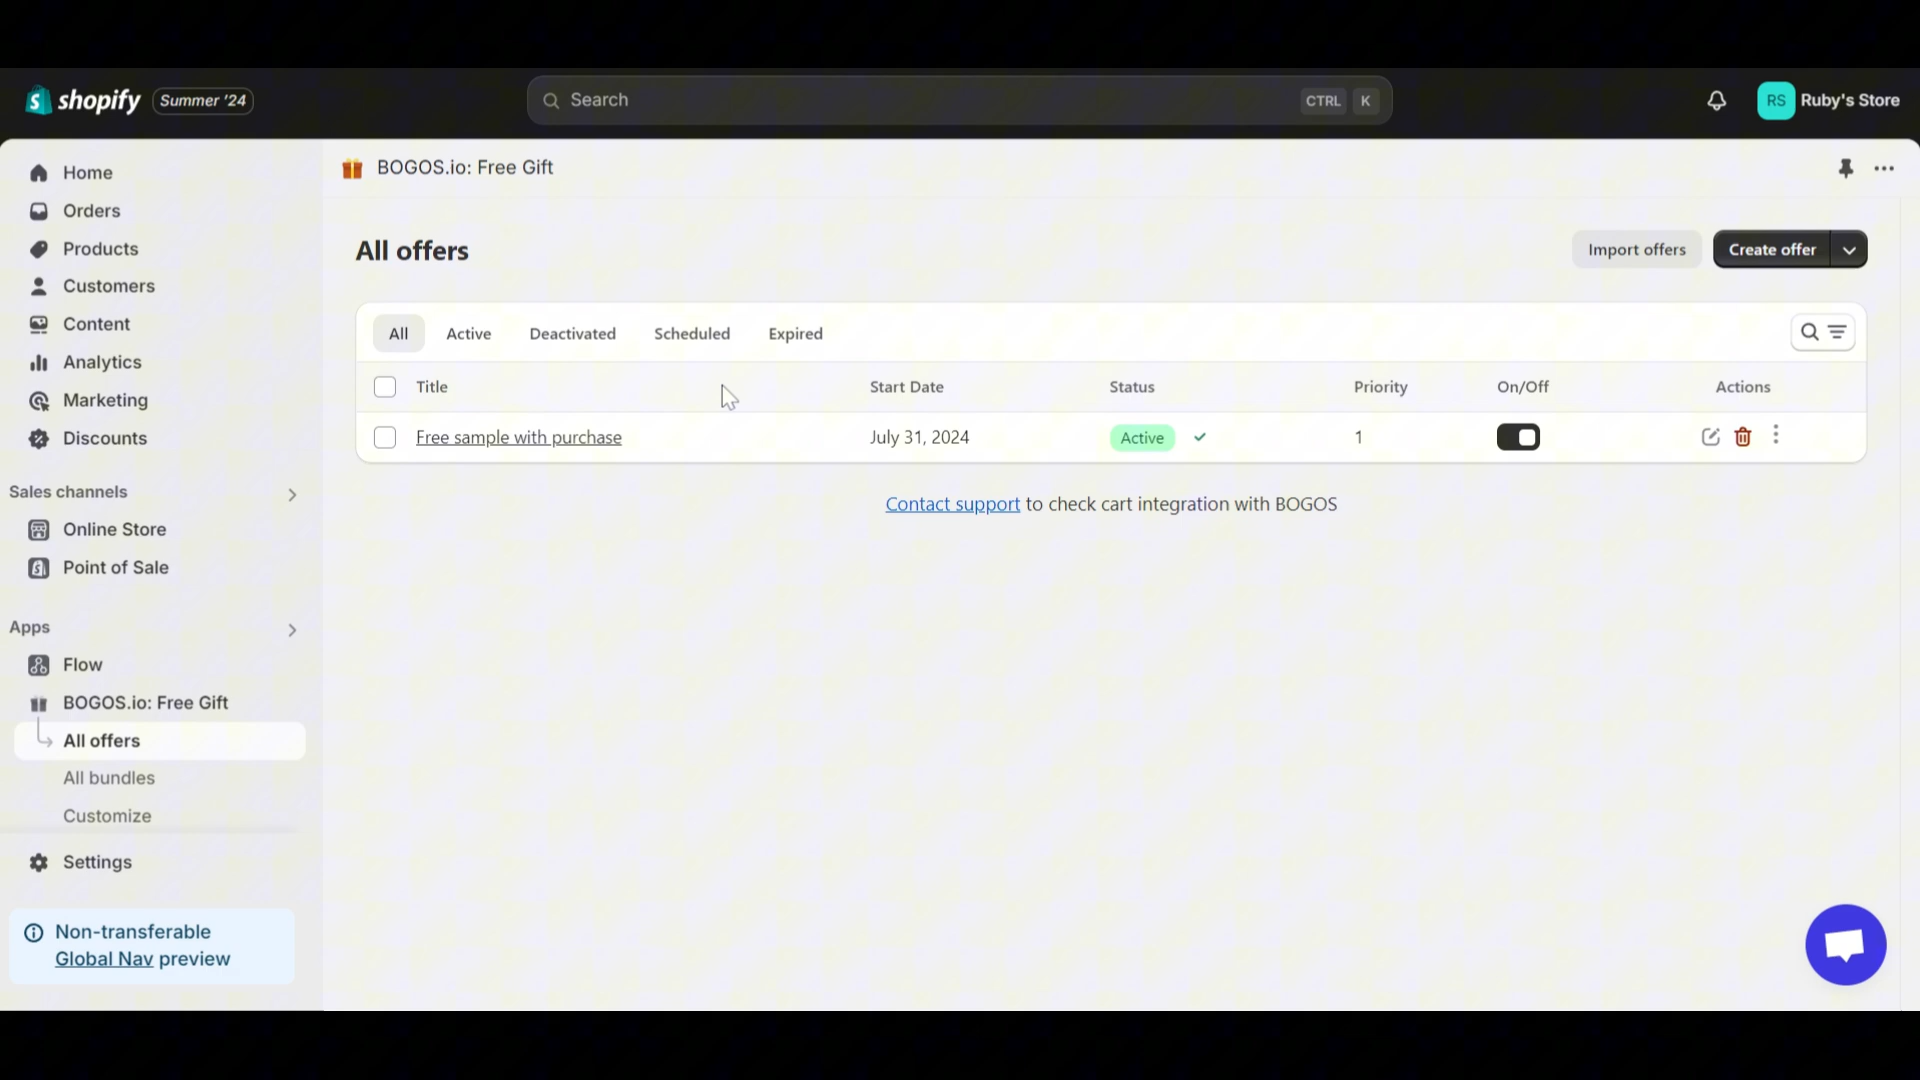 shopify Summer '24
Search
CTRL K
RS Ruby's Store
Home
Orders
Products
Customers
Content
Analytics
Marketing
Discounts
Sales channels
Online Store
Point of Sale
Apps
Flow
BOGOS.io: Free Gift
All offers
All bundles
Customize
Settings
Non-transferable
Global Nav preview
BOGOS.io: Free Gift
All offers
Import offers
Create offer
All Active Deactivated Scheduled Expired
Title Start Date Status Priority On/Off Actions
Free sample with purchase July 31, 2024 Active 1
Contact support to check cart integration with BOGOS